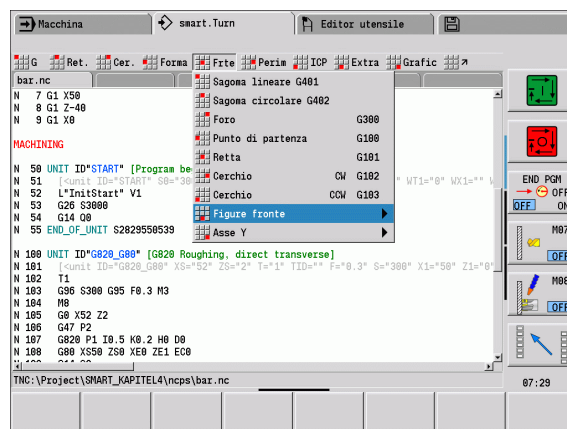 Macchina smart.Turn Editor utensile
G Ret. Cer. Forma Frte Perim ICP Extra Grafic
bar.nc
Sagoma lineare G401
Sagoma circolare G402
Foro G300
Punto di partenza G100
Retta G101
Cerchio CW G102
Cerchio CCW G103
Figure fronte
Asse Y
N 7 G1 X50
N 8 G1 Z-40
N 9 G1 X0
MACHINING
N 50 UNIT ID"START" [Program be
N 51 [<unit ID="START" S0="30 " WT1="0" WX1="" W
N 52 L"InitStart" V1
N 53 G26 S3000
N 54 G14 Q0
N 55 END_OF_UNIT S2829550539
N 100 UNIT ID"G820_G80" [G820 Roughing, direct transverse]
N 101 [<unit ID="G820_G80" XS="52" ZS="2" T="1" TID="" F="0.3" S="300" X1="50" Z1="0"
N 102 T1
N 103 G96 S300 G95 F0.3 M3
N 104 M8
N 105 G0 X52 Z2
N 106 G47 P2
N 107 G820 P1 I0.5 K0.2 H0 D0
N 108 G80 XS50 ZS0 XE0 ZE1 EC0
TNC:\Project\SMART_KAPITEL4\ncps\bar.nc
END PGM
OFF
OFF ON
M07
OFF
M08
OFF
07:29